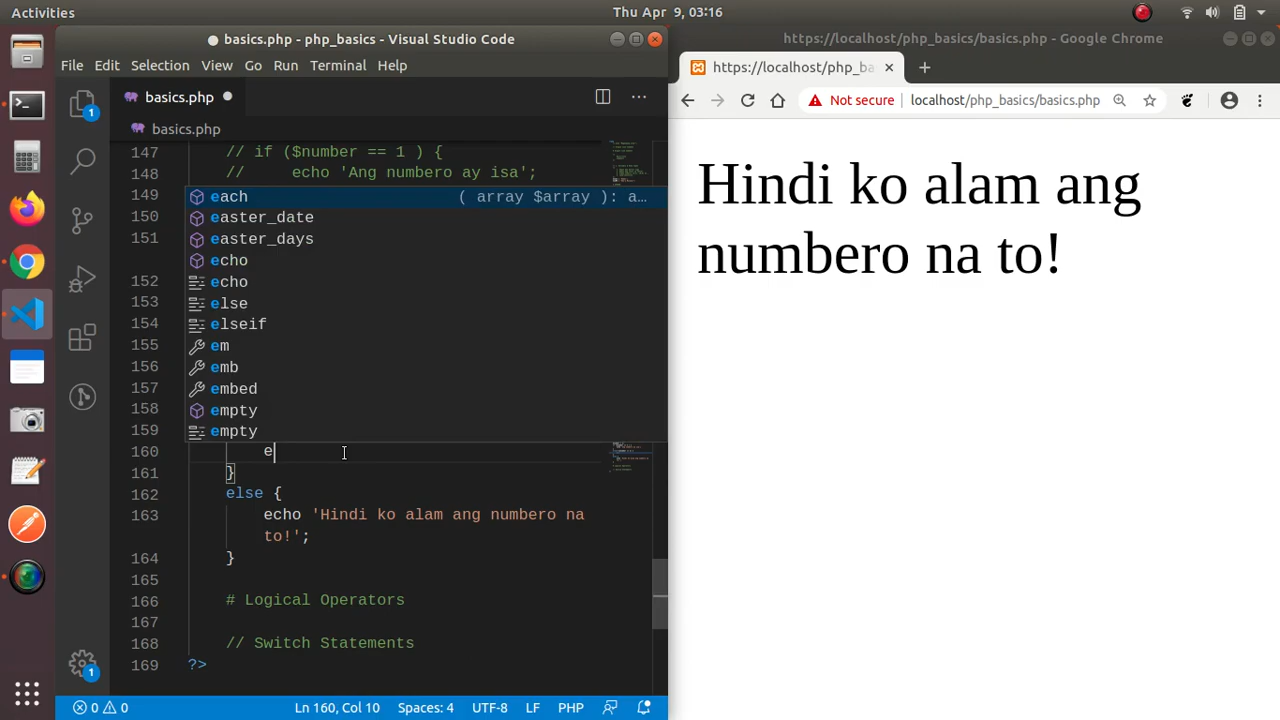 Activities
Thu Apr 9, 03:16
basics.php - php_basics - Visual Studio Code
File Edit Selection View Go Run Terminal Help
basics.php
basics.php
147 // if ($number == 1 ) {
148 //     echo 'Ang numero ay isa';
149
each ( array $array ): a…
150
easter_date
151
easter_days
echo
152
echo
153
else
154
elseif
155
em
156
emb
157
embed
158
empty
159
empty
160 e
161 }
162 else {
163 echo 'Hindi ko alam ang numbero na
to!';
164 }
165
166 # Logical Operators
167
168 // Switch Statements
169 ?>
1
1
0 0
Ln 160, Col 10
Spaces: 4
UTF-8
LF
PHP
https://localhost/php_basics/basics.php - Google Chrome
https://localhost/php_ba
Not secure
localhost/php_basics/basics.php
Hindi ko alam ang
numbero na to!